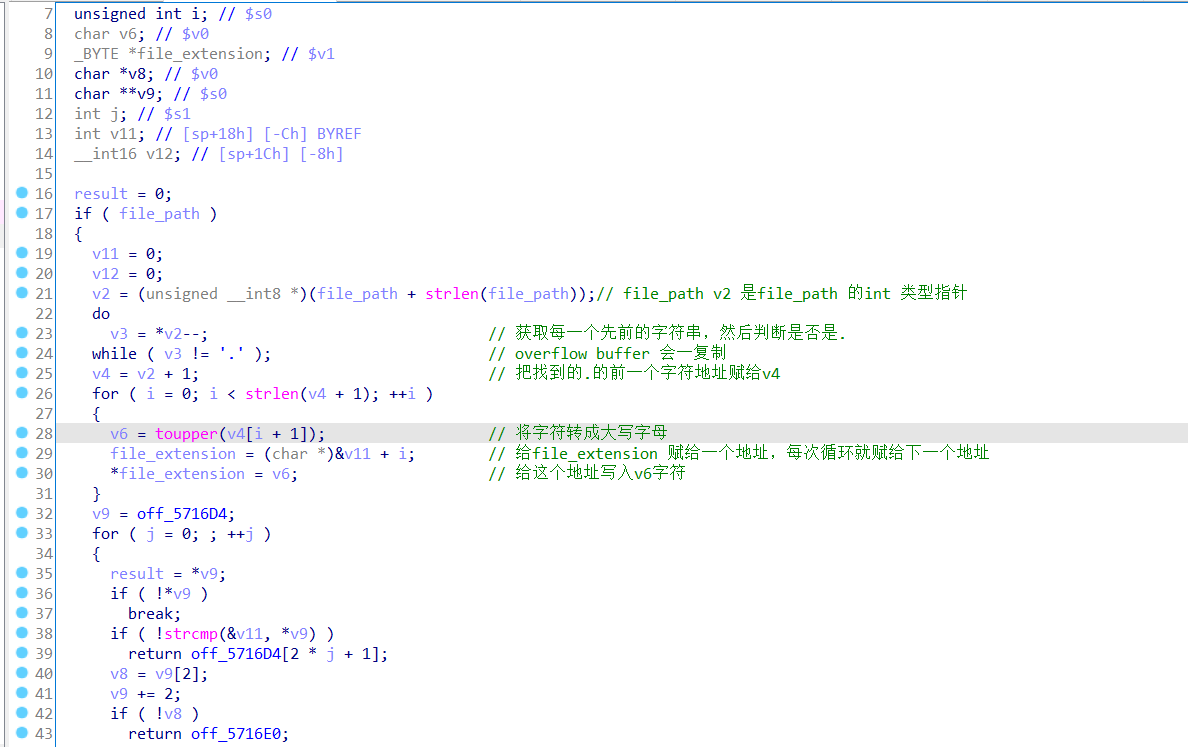 7 unsigned int i; // $s0
8 char v6; // $v0
9 _BYTE *file_extension; // $v1
10 char *v8; // $v0
11 char **v9; // $s0
12 int j; // $s1
13 int v11; // [sp+18h] [-Ch] BYREF
14 __int16 v12; // [sp+1Ch] [-8h]
15
16 result = 0;
17 if ( file_path )
18 {
19 v11 = 0;
20 v12 = 0;
21 v2 = (unsigned __int8 *)(file_path + strlen(file_path));// file_path v2 是file_path 的int 类型指针
22 do
23 v3 = *v2--; // 获取每一个先前的字符串，然后判断是否是.
24 while ( v3 != '.' ); // overflow buffer 会一复制
25 v4 = v2 + 1; // 把找到的.的前一个字符地址赋给v4
26 for ( i = 0; i < strlen(v4 + 1); ++i )
27 {
28 v6 = toupper(v4[i + 1]); // 将字符转成大写字母
29 file_extension = (char *)&v11 + i; // 给file_extension 赋给一个地址，每次循环就赋给下一个地址
30 *file_extension = v6; // 给这个地址写入v6字符
31 }
32 v9 = off_5716D4;
33 for ( j = 0; ; ++j )
34 {
35 result = *v9;
36 if ( !*v9 )
37 break;
38 if ( !strcmp(&v11, *v9) )
39 return off_5716D4[2 * j + 1];
40 v8 = v9[2];
41 v9 += 2;
42 if ( !v8 )
43 return off_5716E0;